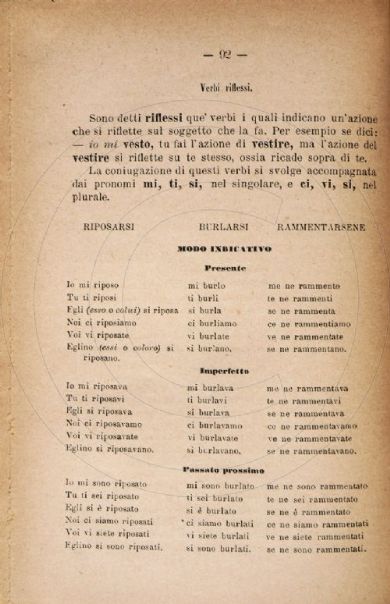 — 92 —
Verbi riflessi.
Sono detti riflessi que' verbi i quali indicano un'azione
che si riflette sul soggetto che la fa. Per esempio se dici:
— io mi vesto, tu fai l'azione di vestire, ma l'azione del
vestire si riflette su te stesso, ossia ricade sopra di te.
La coniugazione di questi verbi si svolge accompagnata
dai pronomi mi, ti, si, nel singolare, e ci, vi, si, nel
plurale.
RIPOSARSI BURLARSI RAMMENTARSENE
MODO INDICATIVO
Presente
Io mi riposo mi burlo me ne rammento
Tu ti riposi ti burli te ne rammenti
Egli (esso o colui) si riposa si burla se ne rammenta
Noi ci riposiamo ci burliamo ce ne rammentiamo
Voi vi riposate vi burlate ve ne rammentate
Eglino (essi o coloro) si si burlano. se ne rammentano.
riposano.
Imperfetto
Io mi riposava mi burlava me ne rammentava
Tu ti riposavi ti burlavi te ne rammentavi
Egli si riposava si burlava se ne rammentava
Noi ci riposavamo ci burlavamo ce ne rammentavamo
Voi vi riposavate vi burlavate ve ne rammentavate
Eglino si riposavano. si burlavano. se ne rammentavano.
Passato prossimo
Io mi sono riposato mi sono burlato me ne sono rammentato
Tu ti sei riposato ti sei burlato te ne sei rammentato
Egli si è riposato si è burlato se ne è rammentato
Noi ci siamo riposati ci siamo burlati ce ne siamo rammentati
Voi vi siete riposati vi siete burlati ve ne siete rammentati
Eglino si sono riposati. si sono burlati. se ne sono rammentati.